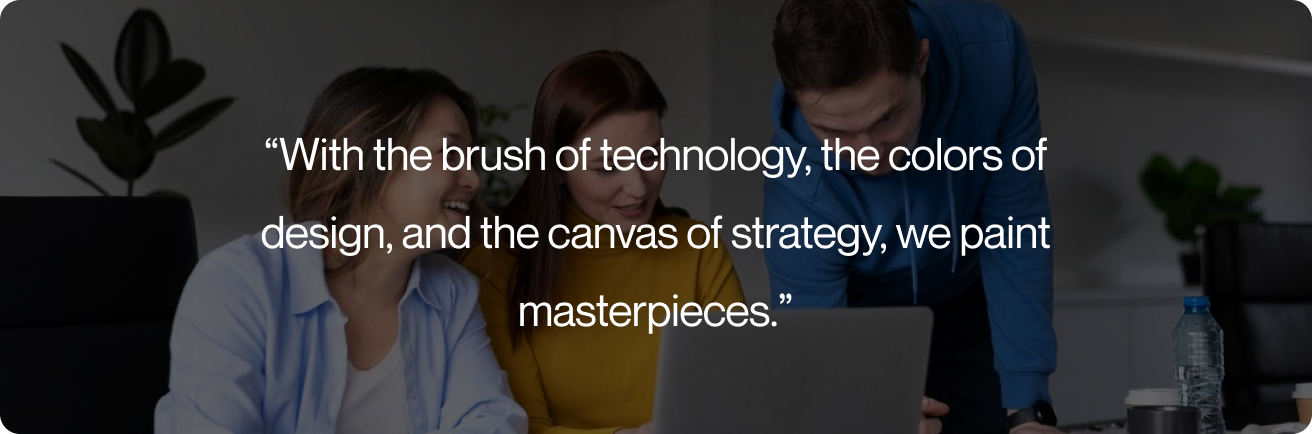 “With the brush of technology, the colors of
design, and the canvas of strategy, we paint
masterpieces.”